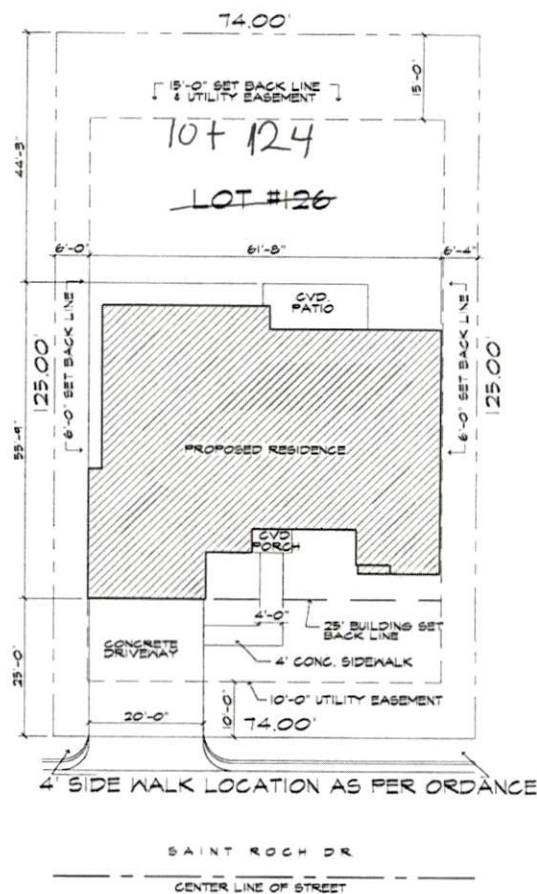 74.00'
15'-0" SET BACK LINE
& UTILITY EASEMENT
15'-0"
lot 124
LOT #126
44'-3"
6'-0"
61'-8"
6'-4"
CVD.
PATIO
6'-0" SET BACK LINE
125.00'
6'-0" SET BACK LINE
125.00'
55'-9"
PROPOSED RESIDENCE
CVD
PORCH
4'-0"
25' BUILDING SET
BACK LINE
CONCRETE
DRIVEWAY
4' CONC. SIDEWALK
25'-0"
10'-0" UTILITY EASEMENT
20'-0"
10'-0"
74.00'
4' SIDE WALK LOCATION AS PER ORDANCE
SAINT ROCH DR
CENTER LINE OF STREET